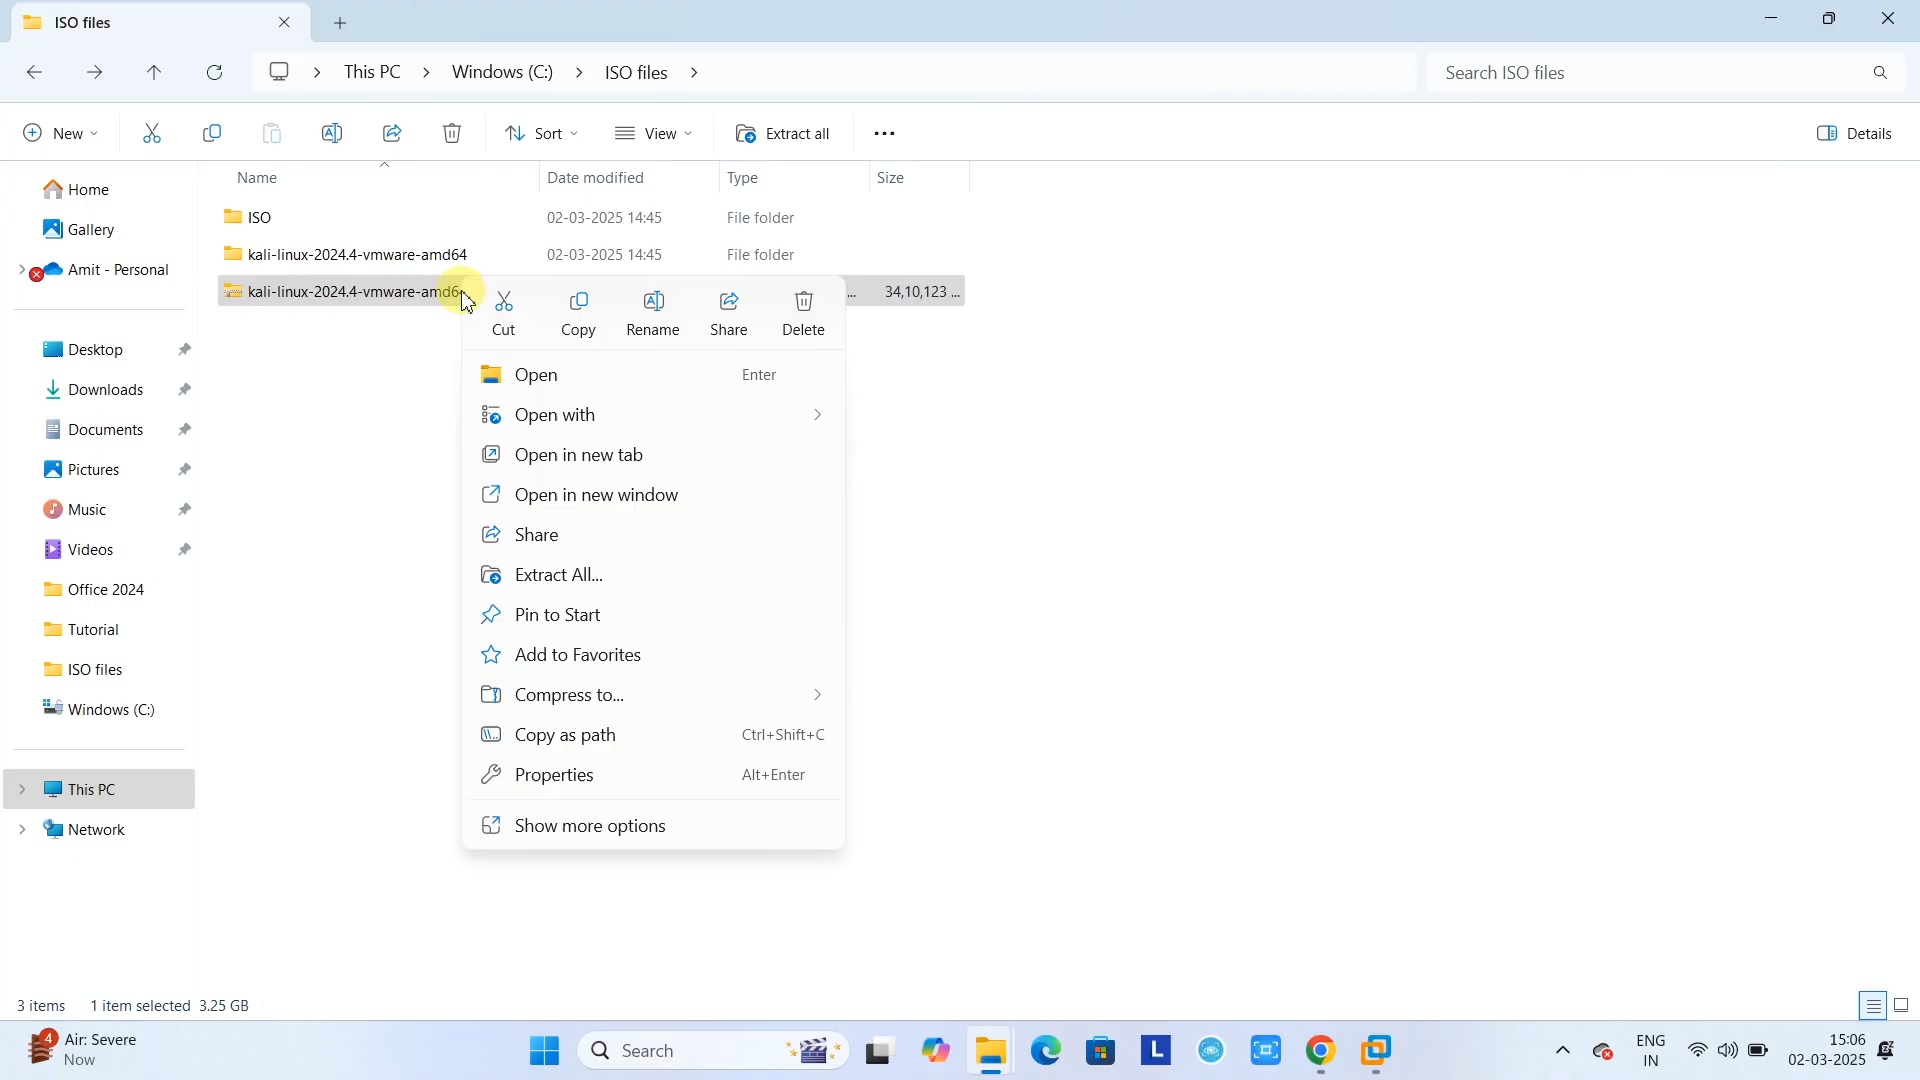 ISO files
This PC
Windows (C:)
ISO files
Search ISO files
New
Sort
View
Extract all
Details
Name
Date modified
Type
Size
ISO
02-03-2025 14:45
File folder
kali-linux-2024.4-vmware-amd64
02-03-2025 14:45
File folder
kali-linux-2024.4-vmware-amd6
...
34,10,123 ...
Cut
Copy
Rename
Share
Delete
Open
Enter
Open with
Open in new tab
Open in new window
Share
Extract All...
Pin to Start
Add to Favorites
Compress to...
Copy as path
Ctrl+Shift+C
Properties
Alt+Enter
Show more options
Home
Gallery
Amit - Personal
Desktop
Downloads
Documents
Pictures
Music
Videos
Office 2024
Tutorial
ISO files
Windows (C:)
This PC
Network
3 items
1 item selected 3.25 GB
4
Air: Severe
Now
Search
L
ENG
IN
15:06
02-03-2025